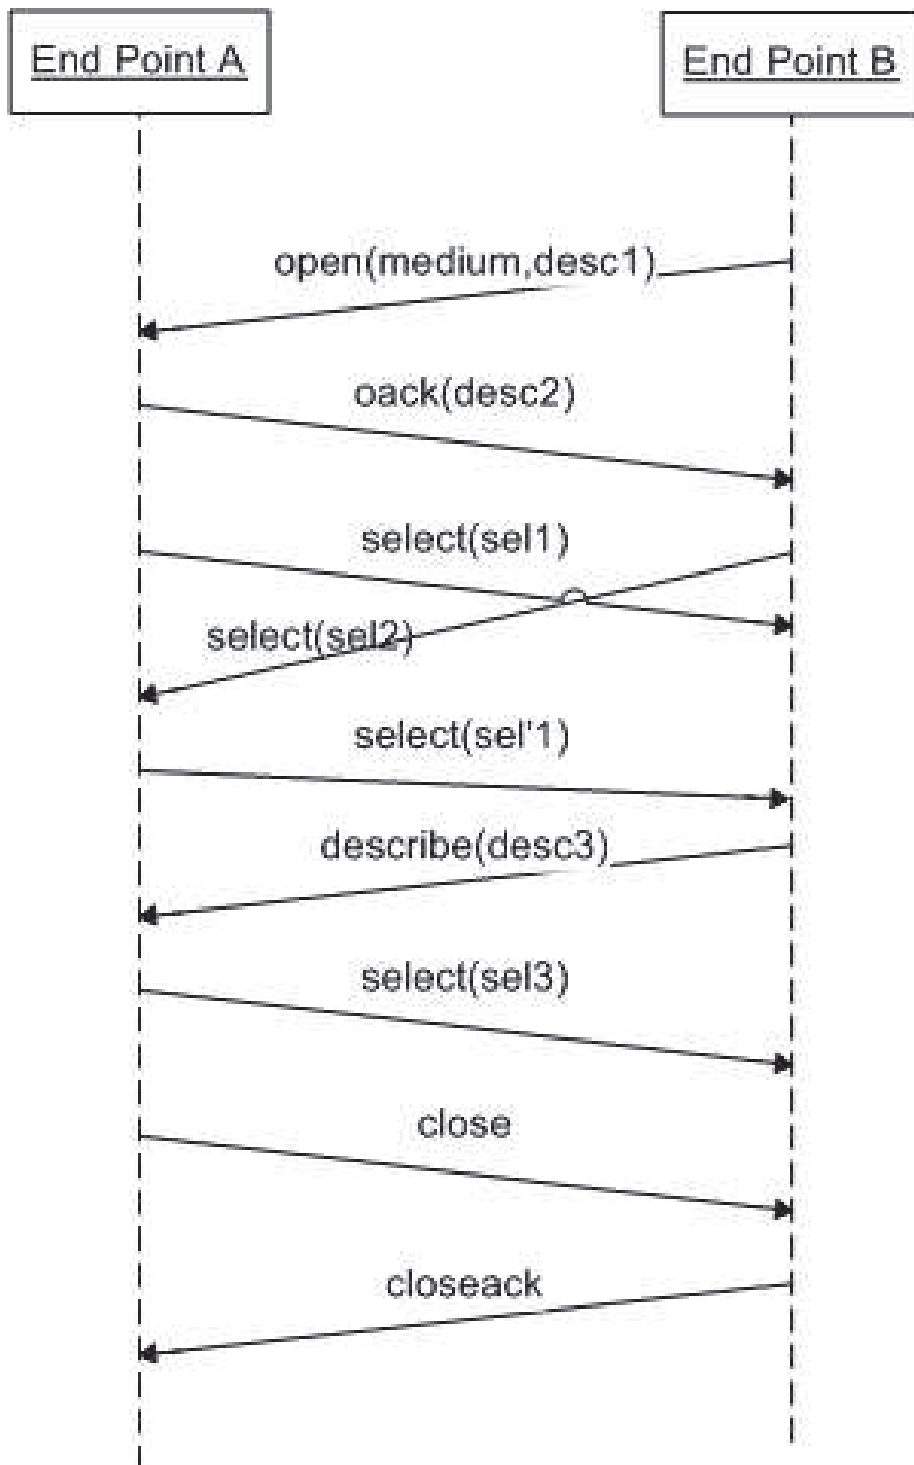 End Point A
End Point B
open(medium,desc1)
oack(desc2)
select(sel1)
select(sel2)
select(sel'1)
describe(desc3)
select(sel3)
close
closeack